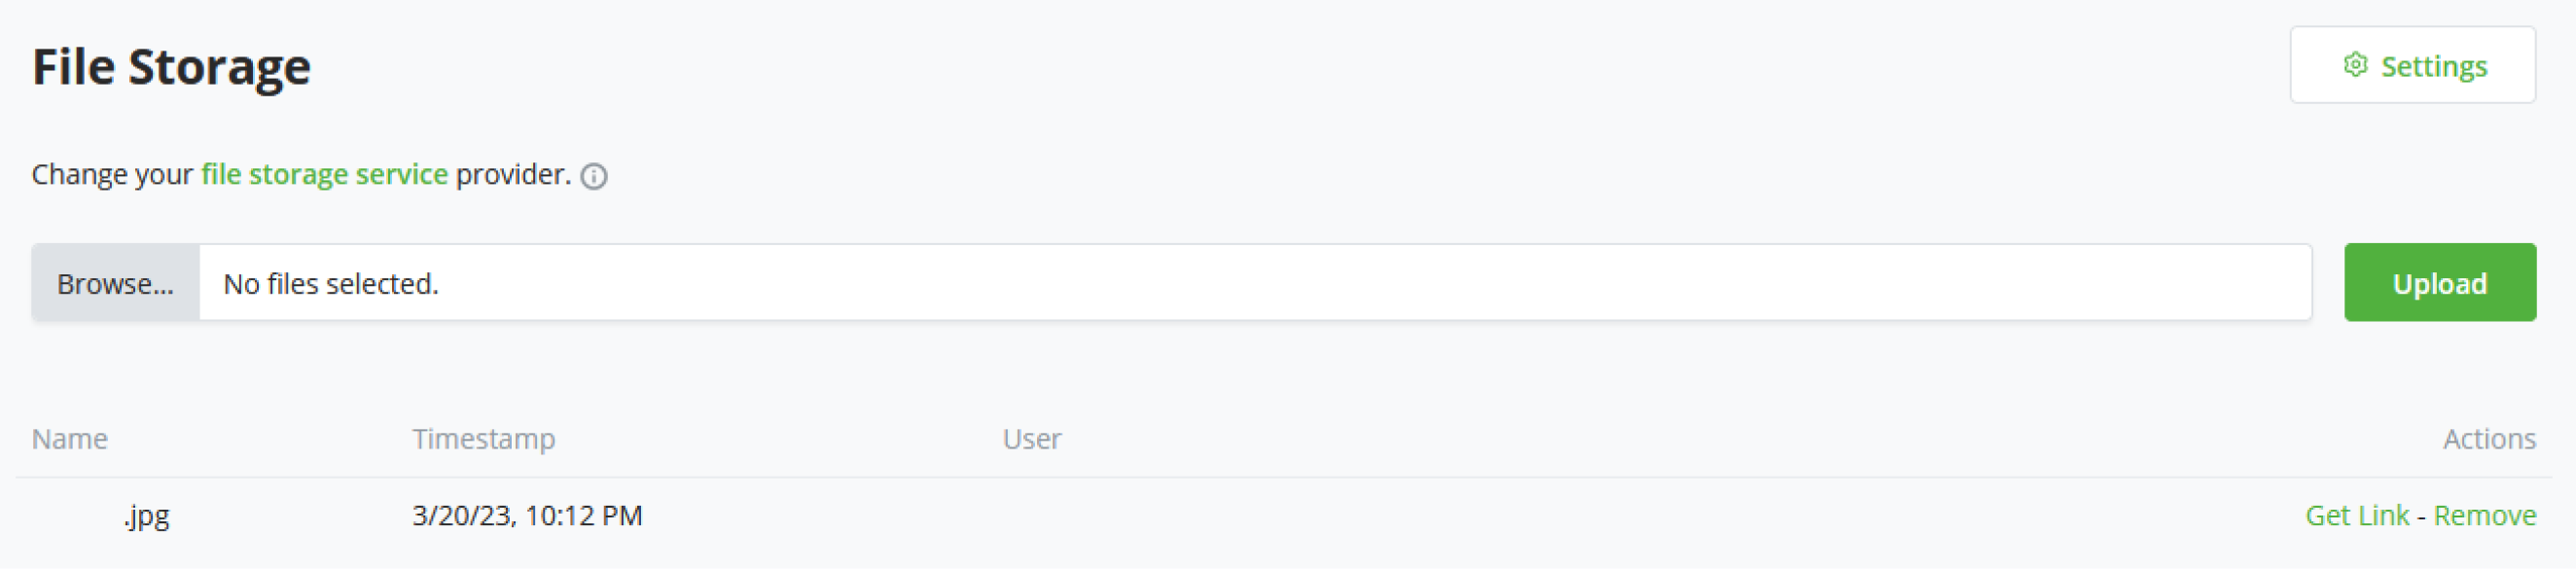 File Storage
Settings
Change your file storage service provider.
Browse... No files selected.
Upload
Name Timestamp User Actions
.jpg 3/20/23, 10:12 PM Get Link - Remove